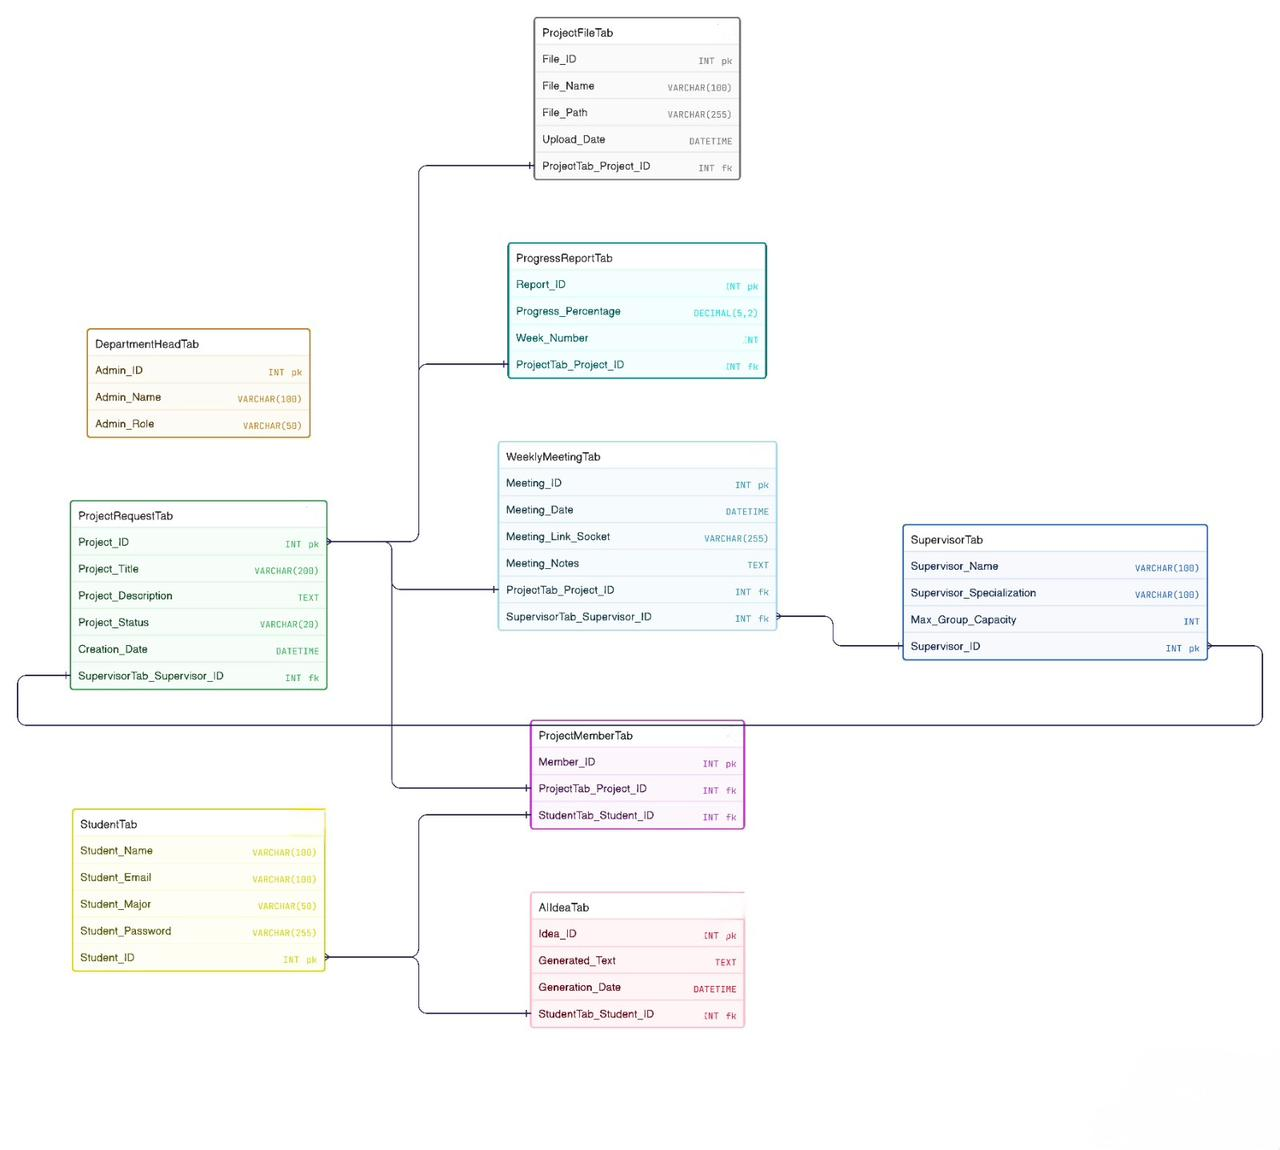 ProjectFileTab
File_ID INT pk
File_Name VARCHAR(100)
File_Path VARCHAR(255)
Upload_Date DATETIME
ProjectTab_Project_ID INT fk
ProgressReportTab
Report_ID INT pk
Progress_Percentage DECIMAL(5,2)
Week_Number INT
ProjectTab_Project_ID INT fk
DepartmentHeadTab
Admin_ID INT pk
Admin_Name VARCHAR(100)
Admin_Role VARCHAR(50)
WeeklyMeetingTab
Meeting_ID INT pk
Meeting_Date DATETIME
Meeting_Link_Socket VARCHAR(255)
Meeting_Notes TEXT
ProjectTab_Project_ID INT fk
SupervisorTab_Supervisor_ID INT fk
ProjectRequestTab
Project_ID INT pk
Project_Title VARCHAR(200)
Project_Description TEXT
Project_Status VARCHAR(20)
Creation_Date DATETIME
SupervisorTab_Supervisor_ID INT fk
SupervisorTab
Supervisor_Name VARCHAR(100)
Supervisor_Specialization VARCHAR(100)
Max_Group_Capacity INT
Supervisor_ID INT pk
ProjectMemberTab
Member_ID INT pk
ProjectTab_Project_ID INT fk
StudentTab_Student_ID INT fk
StudentTab
Student_Name VARCHAR(100)
Student_Email VARCHAR(100)
Student_Major VARCHAR(50)
Student_Password VARCHAR(255)
Student_ID INT pk
AIIdeaTab
Idea_ID INT pk
Generated_Text TEXT
Generation_Date DATETIME
StudentTab_Student_ID INT fk